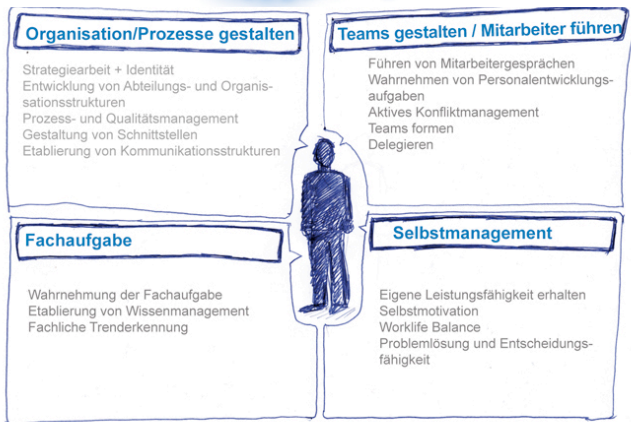 Organisation/Prozesse gestalten
Strategiearbeit + Identität
Entwicklung von Abteilungs- und Organis-
sationsstrukturen
Prozess- und Qualitätsmanagement
Gestaltung von Schnittstellen
Etablierung von Kommunikationsstrukturen
Teams gestalten / Mitarbeiter führen
Führen von Mitarbeitergesprächen
Wahrnehmen von Personalentwicklungs-
aufgaben
Aktives Konfliktmanagement
Teams formen
Delegieren
Fachaufgabe
Wahrnehmung der Fachaufgabe
Etablierung von Wissenmanagement
Fachliche Trenderkennung
Selbstmanagement
Eigene Leistungsfähigkeit erhalten
Selbstmotivation
Worklife Balance
Problemlösung und Entscheidungs-
fähigkeit